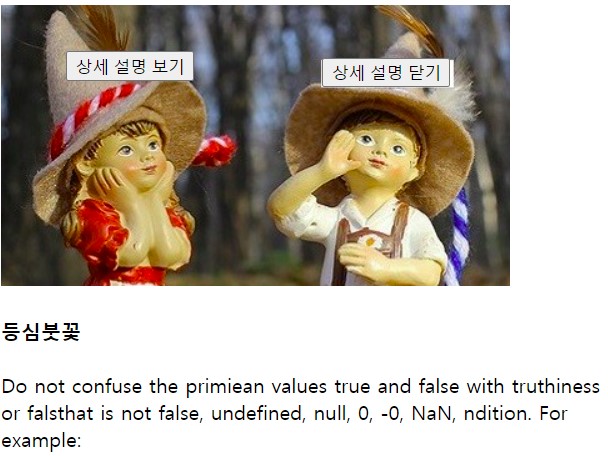 상세 설명 보기
상세 설명 닫기
등심붓꽃
Do not confuse the primiean values true and false with truthiness
or falsthat is not false, undefined, null, 0, -0, NaN, ndition. For
example: